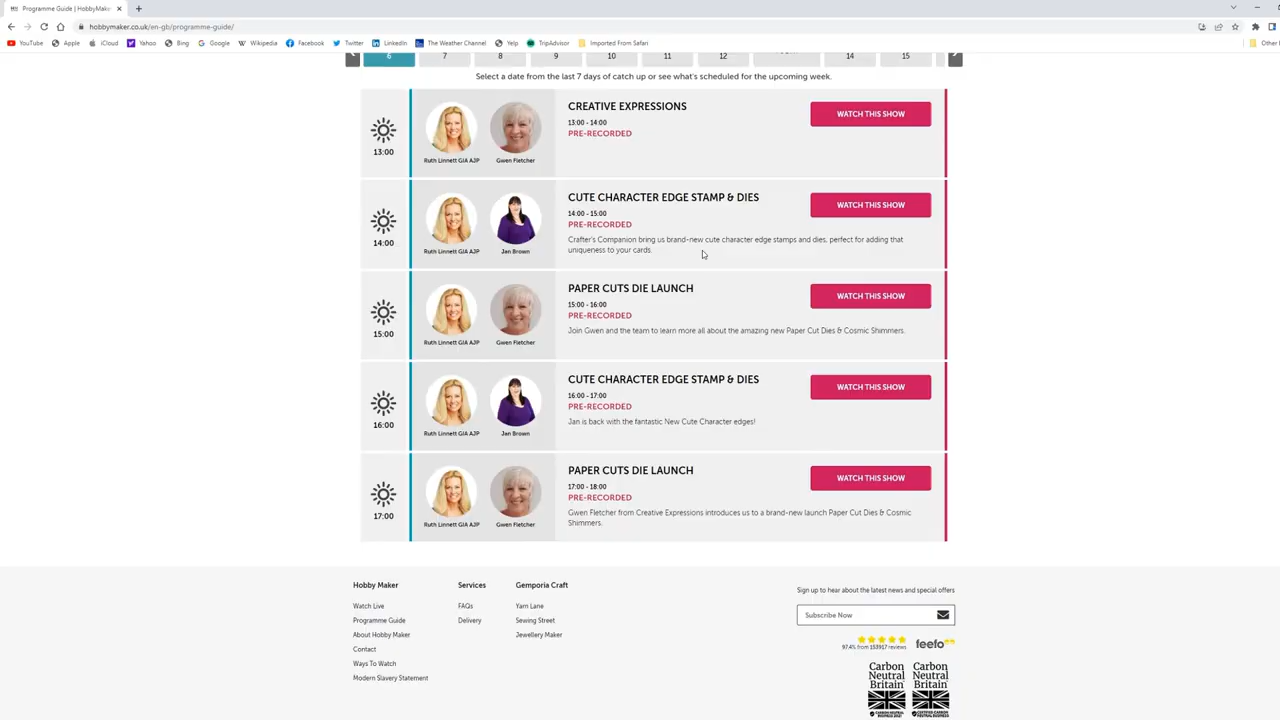 Programme Guide | HobbyMake
hobbymaker.co.uk/en-gb/programme-guide/
YouTube Apple iCloud Yahoo Bing Google Wikipedia Facebook Twitter LinkedIn The Weather Channel Yelp TripAdvisor Imported From Safari Other
6 7 8 9 10 11 12 14 15
Select a date from the last 7 days of catch up or see what's scheduled for the upcoming week.
13:00
Ruth Linnett GIA AJP Gwen Fletcher
CREATIVE EXPRESSIONS
13:00 - 14:00
PRE-RECORDED
WATCH THIS SHOW
14:00
Ruth Linnett GIA AJP Jan Brown
CUTE CHARACTER EDGE STAMP & DIES
14:00 - 15:00
PRE-RECORDED
Crafter's Companion bring us brand-new cute character edge stamps and dies, perfect for adding that
uniqueness to your cards.
WATCH THIS SHOW
15:00
Ruth Linnett GIA AJP Gwen Fletcher
PAPER CUTS DIE LAUNCH
15:00 - 16:00
PRE-RECORDED
Join Gwen and the team to learn more all about the amazing new Paper Cut Dies & Cosmic Shimmers.
WATCH THIS SHOW
16:00
Ruth Linnett GIA AJP Jan Brown
CUTE CHARACTER EDGE STAMP & DIES
16:00 - 17:00
PRE-RECORDED
Jan is back with the fantastic New Cute Character edges!
WATCH THIS SHOW
17:00
Ruth Linnett GIA AJP Gwen Fletcher
PAPER CUTS DIE LAUNCH
17:00 - 18:00
PRE-RECORDED
Gwen Fletcher from Creative Expressions introduces us to a brand-new launch Paper Cut Dies & Cosmic
Shimmers.
WATCH THIS SHOW
Hobby Maker
Watch Live
Programme Guide
About Hobby Maker
Contact
Ways To Watch
Modern Slavery Statement
Services
FAQs
Delivery
Gemporia Craft
Yarn Lane
Sewing Street
Jewellery Maker
Sign up to hear about the latest news and special offers
Subscribe Now
97.4% from 153917 reviews
feefo
Carbon
Neutral
Britain
Carbon
Neutral
Britain